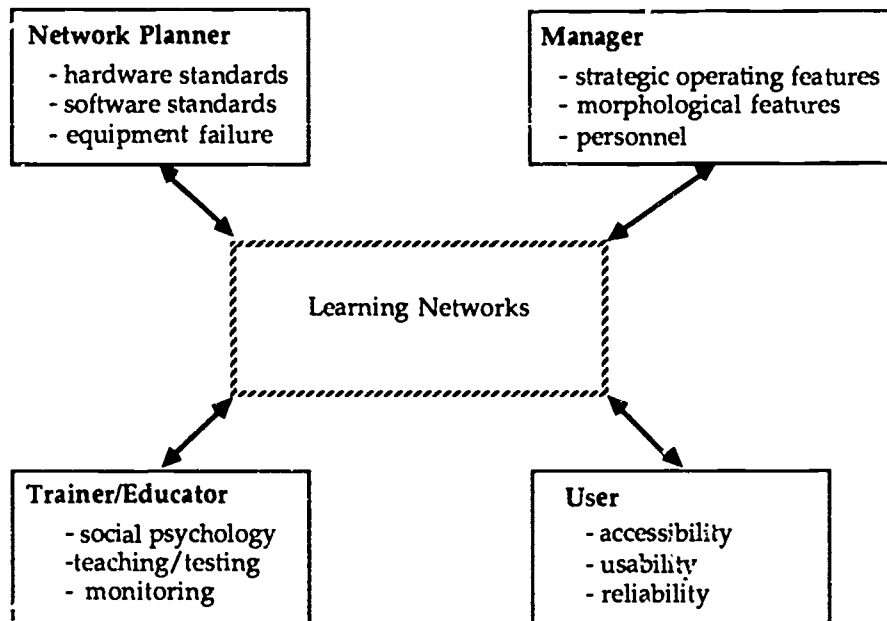 Network Planner
- hardware standards
- software standards
- equipment failure
Manager
- strategic operating features
- morphological features
- personnel
Learning Networks
Trainer/Educator
- social psychology
-teaching/testing
- monitoring
User
- accessibility
- usability
- reliability